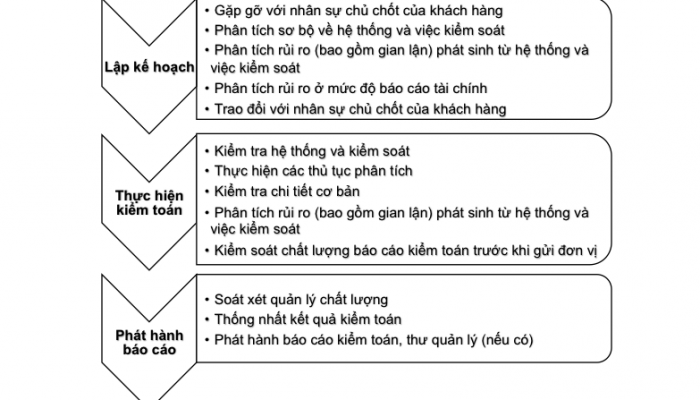 Lập kế hoạch
• Gặp gỡ với nhân sự chủ chốt của khách hàng
• Phân tích sơ bộ về hệ thống và việc kiểm soát
• Phân tích rủi ro (bao gồm gian lận) phát sinh từ hệ thống và
việc kiểm soát
• Phân tích rủi ro ở mức độ báo cáo tài chính
• Trao đổi với nhân sự chủ chốt của khách hàng
Thực hiện
kiểm toán
• Kiểm tra hệ thống và kiểm soát
• Thực hiện các thủ tục phân tích
• Kiểm tra chi tiết cơ bản
• Phân tích rủi ro (bao gồm gian lận) phát sinh từ hệ thống và
việc kiểm soát
• Kiểm soát chất lượng báo cáo kiểm toán trước khi gửi đơn vị
Phát hành
báo cáo
• Soát xét quản lý chất lượng
• Thống nhất kết quả kiểm toán
• Phát hành báo cáo kiểm toán, thư quản lý (nếu có)